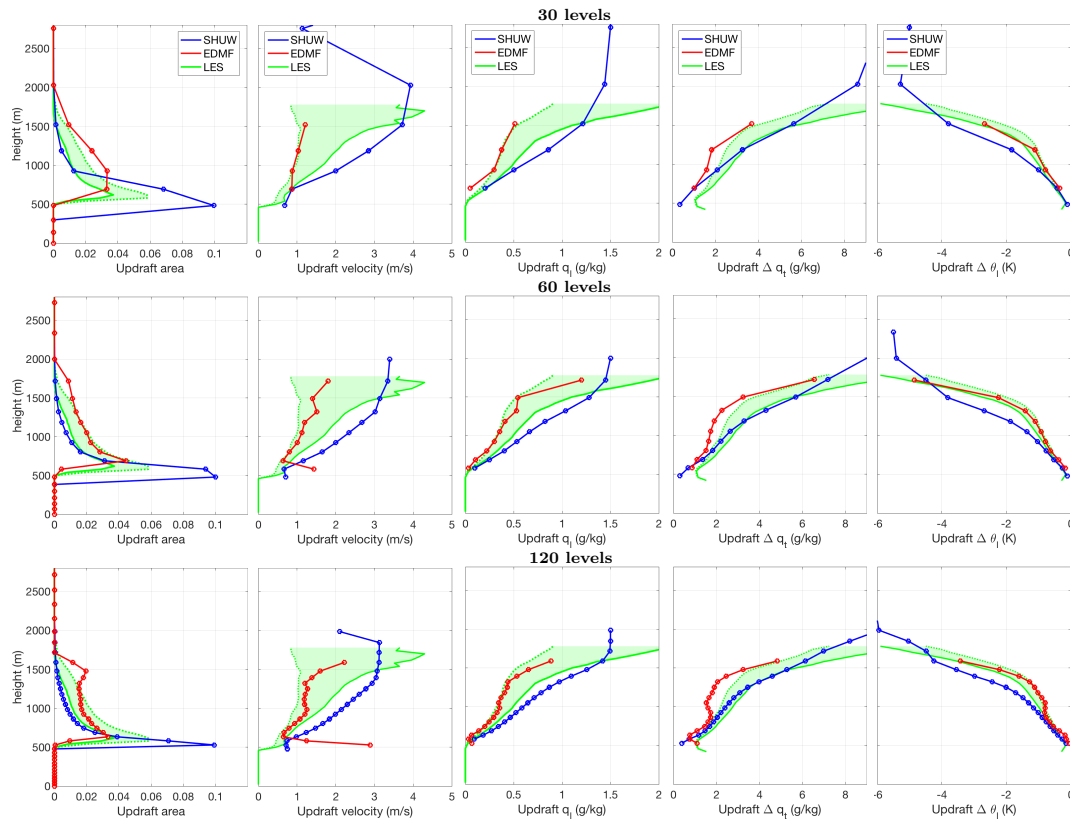 30 levels
2500
2000
1500
1000
500
0
height (m)
SHUW
EDMF
LES
SHUW
EDMF
LES
SHUW
EDMF
LES
SHUW
EDMF
LES
SHUW
EDMF
LES
0 0.02 0.04 0.06 0.08 0.1
0 1 2 3 4 5
0 0.5 1 1.5 2
0 2 4 6 8
-6 -4 -2 0
Updraft area
Updraft velocity (m/s)
Updraft q_l (g/kg)
Updraft Δ q_t (g/kg)
Updraft Δ θ_l (K)
60 levels
2500
2000
1500
1000
500
0
height (m)
0 0.02 0.04 0.06 0.08 0.1
0 1 2 3 4 5
0 0.5 1 1.5 2
0 2 4 6 8
-6 -4 -2 0
Updraft area
Updraft velocity (m/s)
Updraft q_l (g/kg)
Updraft Δ q_t (g/kg)
Updraft Δ θ_l (K)
120 levels
2500
2000
1500
1000
500
0
height (m)
0 0.02 0.04 0.06 0.08 0.1
0 1 2 3 4 5
0 0.5 1 1.5 2
0 2 4 6 8
-6 -4 -2 0
Updraft area
Updraft velocity (m/s)
Updraft q_l (g/kg)
Updraft Δ q_t (g/kg)
Updraft Δ θ_l (K)